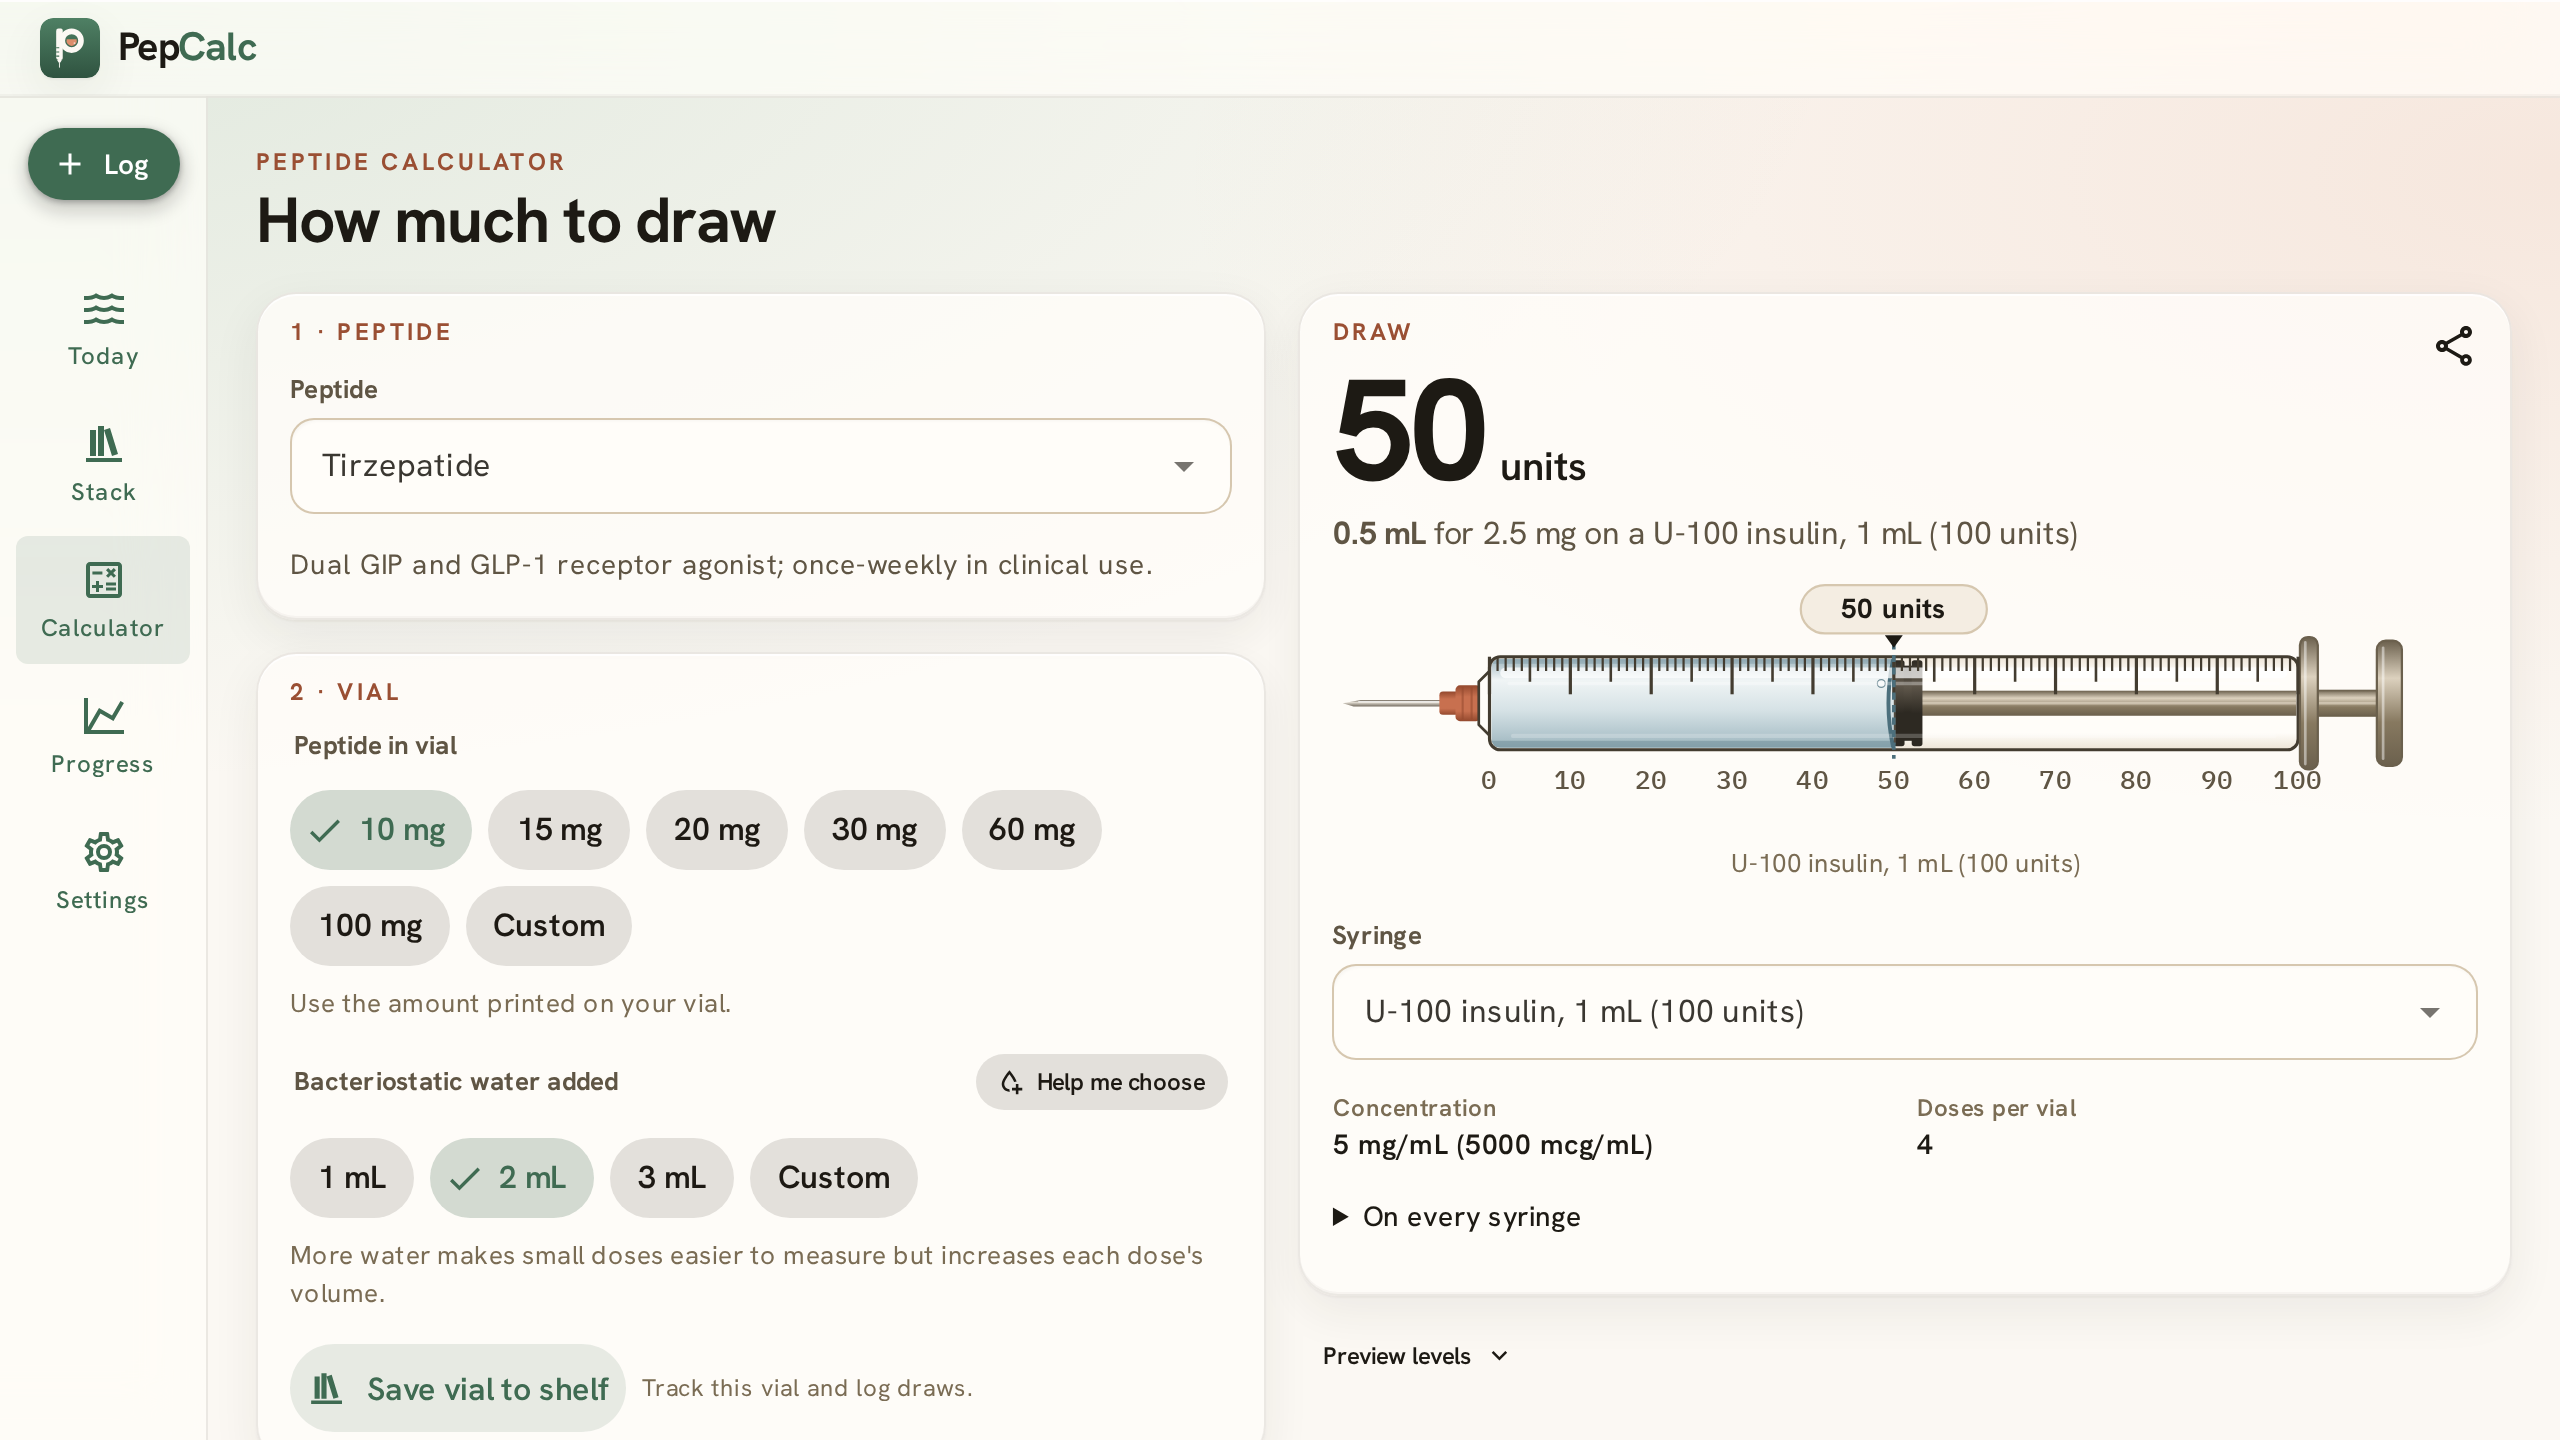 PepCalc
Log
Today
Stack
Calculator
Progress
Settings
PEPTIDE CALCULATOR
How much to draw
1 · PEPTIDE
Peptide
Tirzepatide
Dual GIP and GLP-1 receptor agonist; once-weekly in clinical use.
2 · VIAL
Peptide in vial
10 mg 15 mg 20 mg 30 mg 60 mg
100 mg Custom
Use the amount printed on your vial.
Bacteriostatic water added Help me choose
1 mL 2 mL 3 mL Custom
More water makes small doses easier to measure but increases each dose's
volume.
Save vial to shelf Track this vial and log draws.
DRAW
50 units
0.5 mL for 2.5 mg on a U-100 insulin, 1 mL (100 units)
50 units
0 10 20 30 40 50 60 70 80 90 100
U-100 insulin, 1 mL (100 units)
Syringe
U-100 insulin, 1 mL (100 units)
Concentration Doses per vial
5 mg/mL (5000 mcg/mL) 4
On every syringe
Preview levels